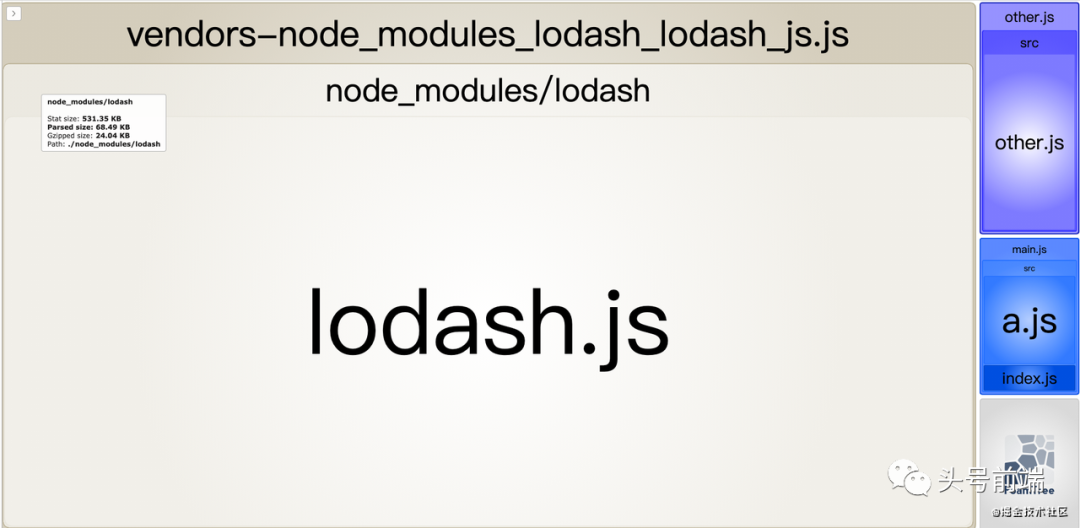 vendors-node_modules_lodash_lodash_js.js
node_modules/lodash
node_modules/lodash
Stat size: 531.35 KB
Parsed size: 68.49 KB
Gzipped size: 24.04 KB
Path: ./node_modules/lodash
lodash.js
other.js
src
other.js
main.js
src
a.js
index.js
头号前端
@掘金技术社区